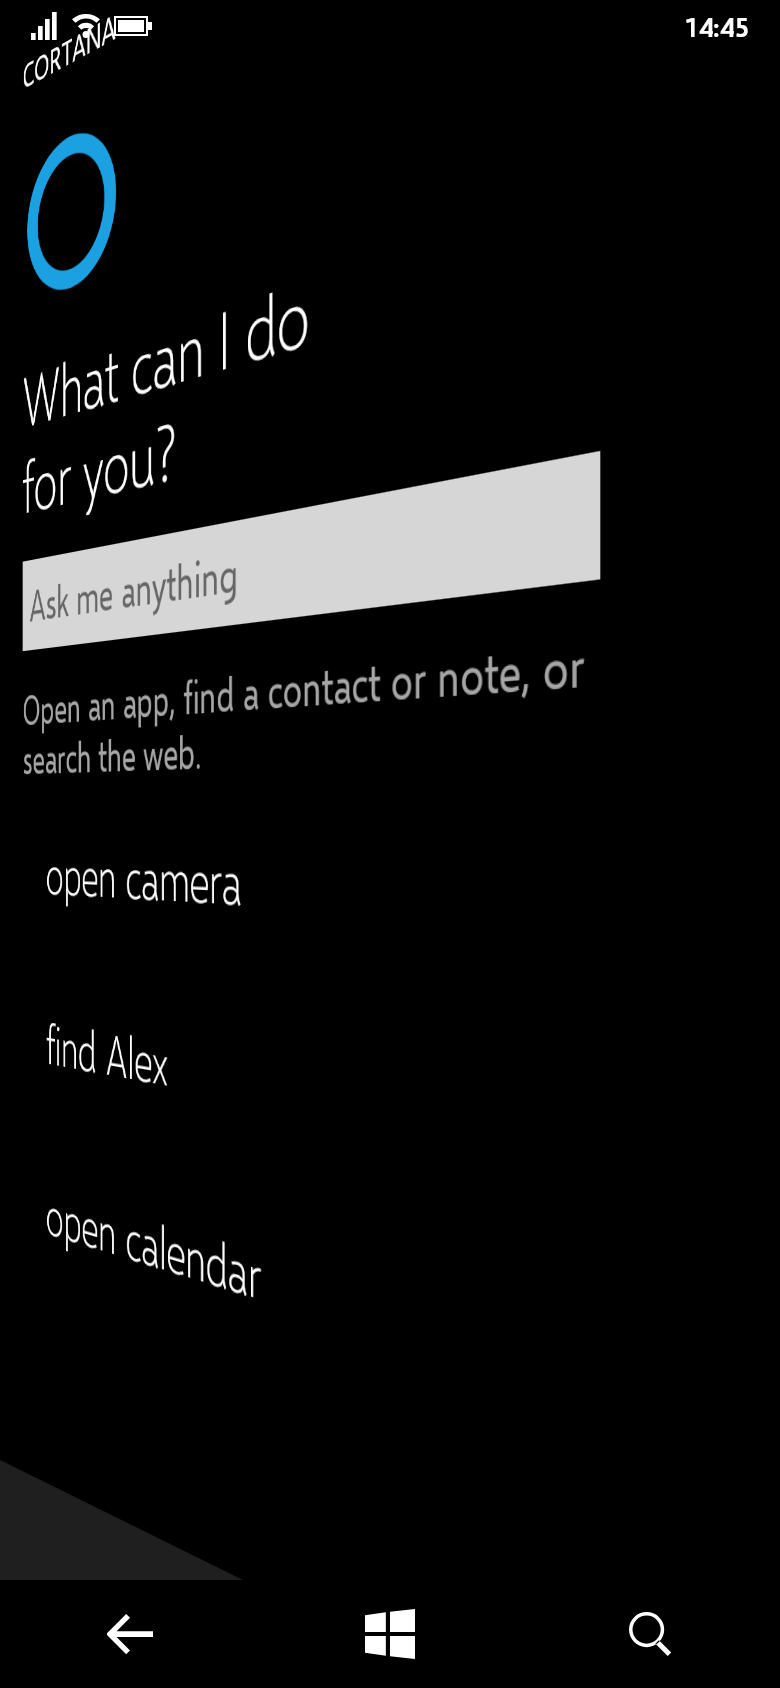 14:45
CORTANA
What can I do
for you?
Ask me anything
Open an app, find a contact or note, or
search the web.
open camera
find Alex
open calendar